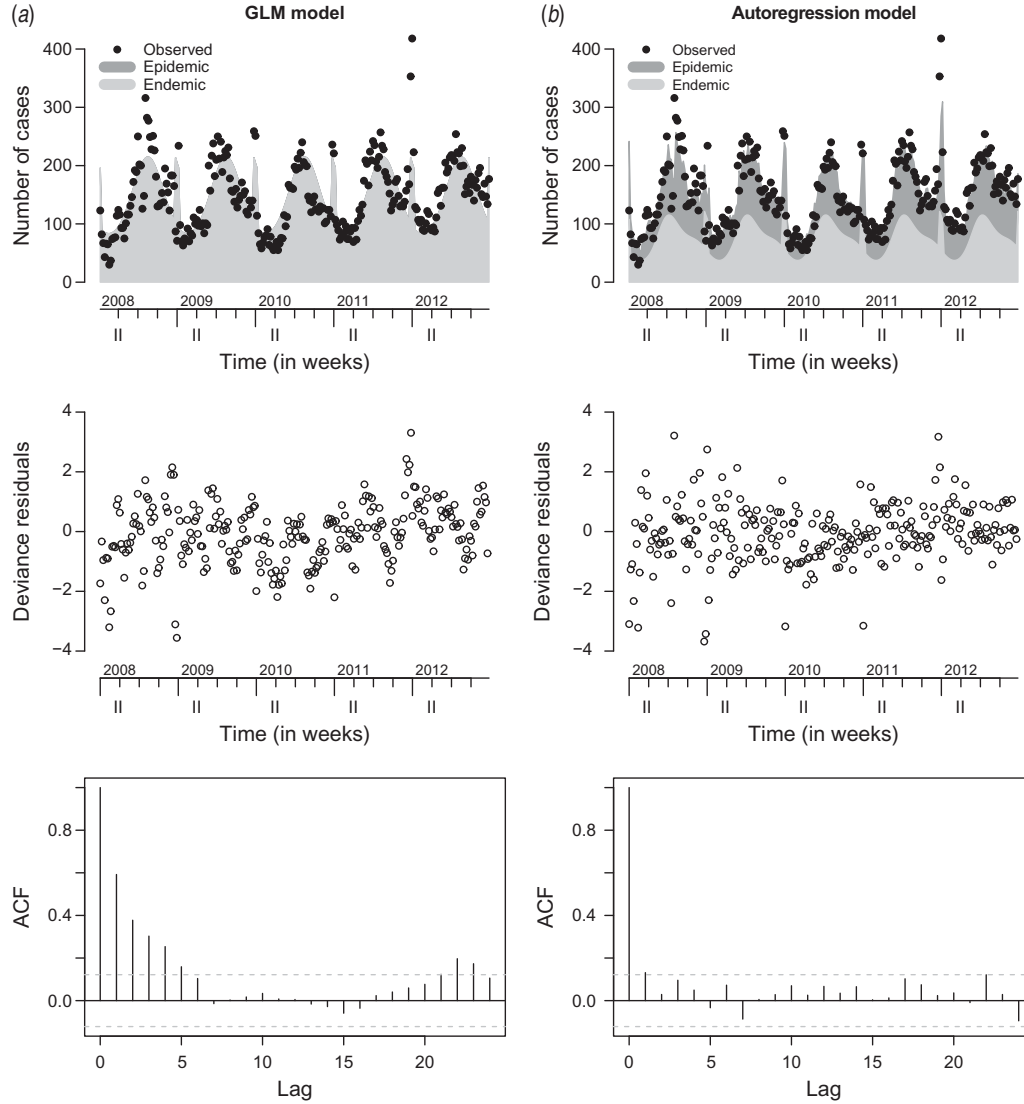 (a)
GLM model
400
300
200
100
0
Number of cases
Observed
Epidemic
Endemic
2008 2009 2010 2011 2012
II II II II II
Time (in weeks)
4
2
0
−2
−4
Deviance residuals
2008 2009 2010 2011 2012
II II II II II
Time (in weeks)
0.8
0.4
0.0
ACF
0 5 10 15 20
Lag
(b)
Autoregression model
400
300
200
100
0
Number of cases
Observed
Epidemic
Endemic
2008 2009 2010 2011 2012
II II II II II
Time (in weeks)
4
2
0
−2
−4
Deviance residuals
2008 2009 2010 2011 2012
II II II II II
Time (in weeks)
0.8
0.4
0.0
ACF
0 5 10 15 20
Lag